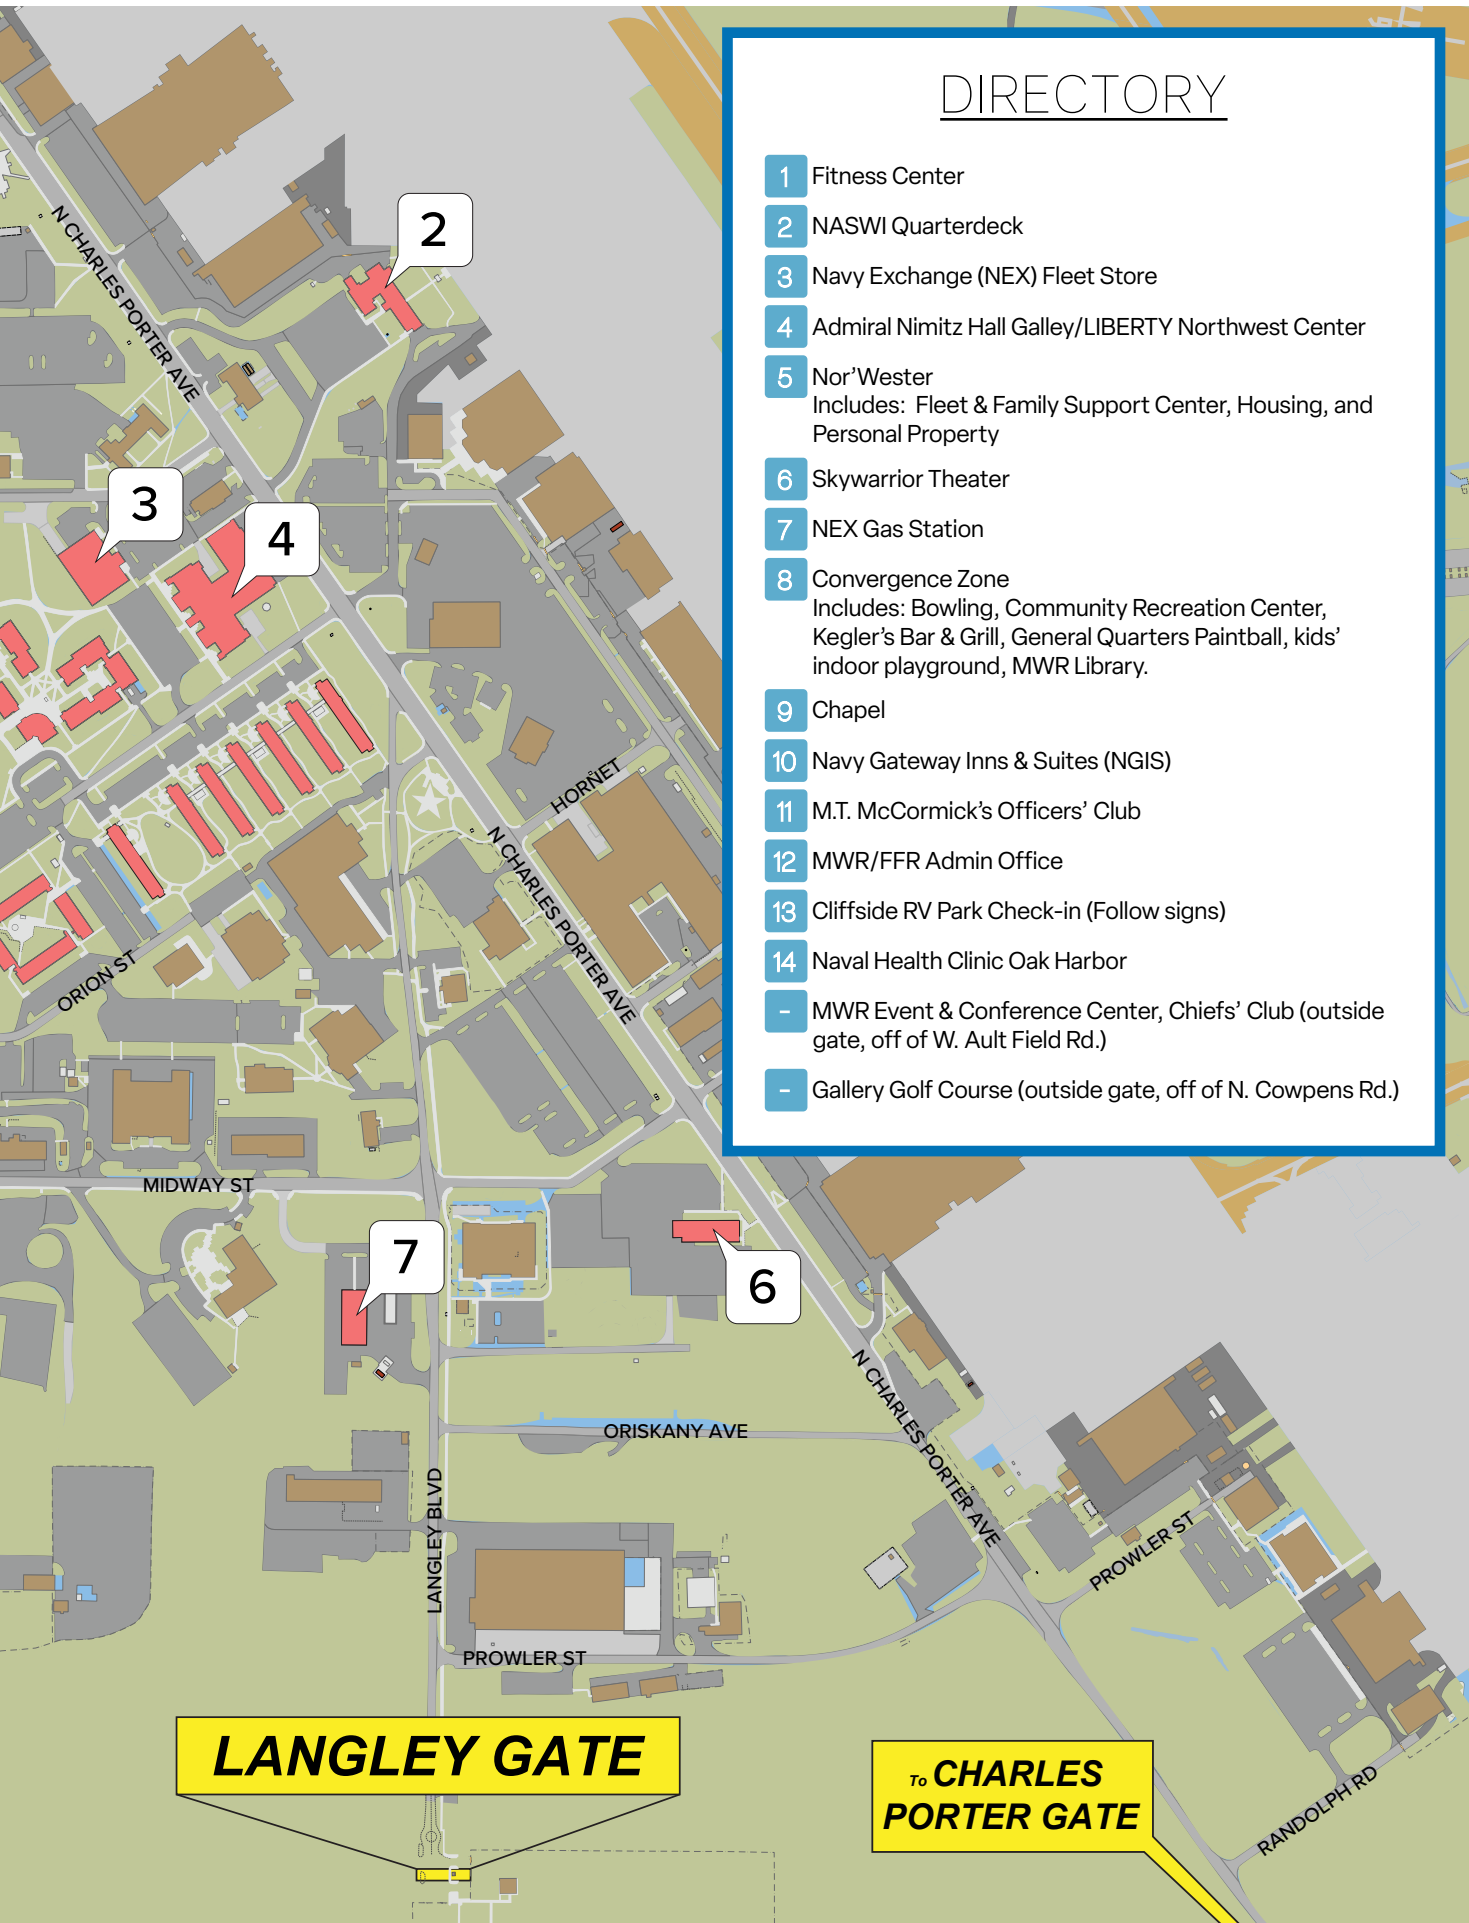 DIRECTORY
1 Fitness Center
2 NASWI Quarterdeck
3 Navy Exchange (NEX) Fleet Store
4 Admiral Nimitz Hall Galley/LIBERTY Northwest Center
5 Nor'Wester
Includes: Fleet & Family Support Center, Housing, and
Personal Property
6 Skywarrior Theater
7 NEX Gas Station
8 Convergence Zone
Includes: Bowling, Community Recreation Center,
Kegler's Bar & Grill, General Quarters Paintball, kids'
indoor playground, MWR Library.
9 Chapel
10 Navy Gateway Inns & Suites (NGIS)
11 M.T. McCormick's Officers' Club
12 MWR/FFR Admin Office
13 Cliffside RV Park Check-in (Follow signs)
14 Naval Health Clinic Oak Harbor
- MWR Event & Conference Center, Chiefs' Club (outside
gate, off of W. Ault Field Rd.)
- Gallery Golf Course (outside gate, off of N. Cowpens Rd.)
N CHARLES PORTER AVE
2
3
4
HORNET
N CHARLES PORTER AVE
ORION ST
MIDWAY ST
7
6
N CHARLES PORTER AVE
ORISKANY AVE
LANGLEY BLVD
PROWLER ST
PROWLER ST
LANGLEY GATE
To CHARLES
PORTER GATE
RANDOLPH RD